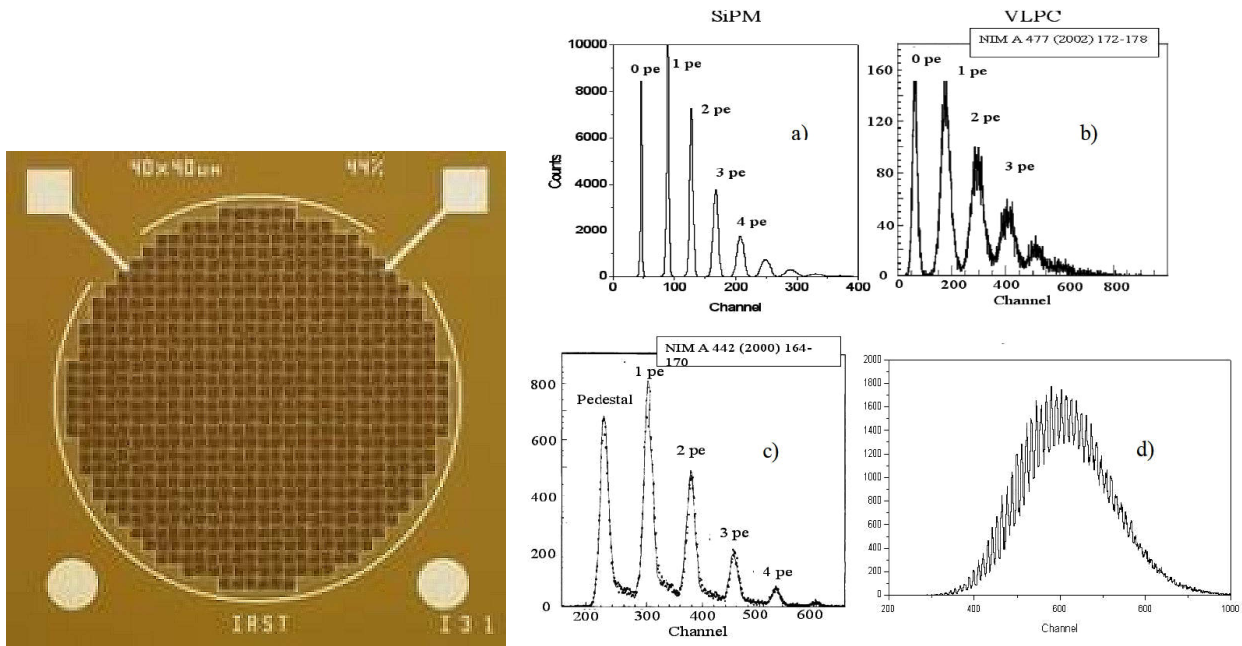 40×40µm
44%
IRST
I31
SiPM
10000
8000
6000
4000
2000
0
Counts
0 pe
1 pe
2 pe
3 pe
4 pe
a)
0
100
200
300
400
Channel
VLPC
NIM A 477 (2002) 172-178
160
120
80
40
0
0 pe
1 pe
2 pe
3 pe
b)
0
200
400
600
800
Channel
NIM A 442 (2000) 164-
170
800
600
400
200
0
Pedestal
1 pe
2 pe
3 pe
4 pe
c)
200
300
400
500
600
Channel
2000
1800
1600
1400
1200
1000
800
600
400
200
0
d)
200
400
600
800
1000
Channel